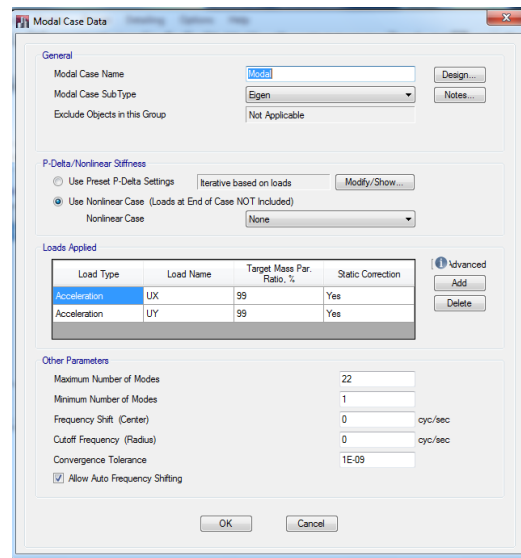 Modal Case Data
General
Modal Case Name Modal Design...
Modal Case SubType Eigen Notes...
Exclude Objects in this Group Not Applicable
P-Delta/Nonlinear Stiffness
Use Preset P-Delta Settings Iterative based on loads Modify/Show...
Use Nonlinear Case (Loads at End of Case NOT Included)
Nonlinear Case None
Loads Applied
Load Type Load Name Target Mass Par. Ratio, % Static Correction
Acceleration UX 99 Yes
Acceleration UY 99 Yes
Advanced
Add
Delete
Other Parameters
Maximum Number of Modes 22
Minimum Number of Modes 1
Frequency Shift (Center) 0 cyc/sec
Cutoff Frequency (Radius) 0 cyc/sec
Convergence Tolerance 1E-09
Allow Auto Frequency Shifting
OK Cancel